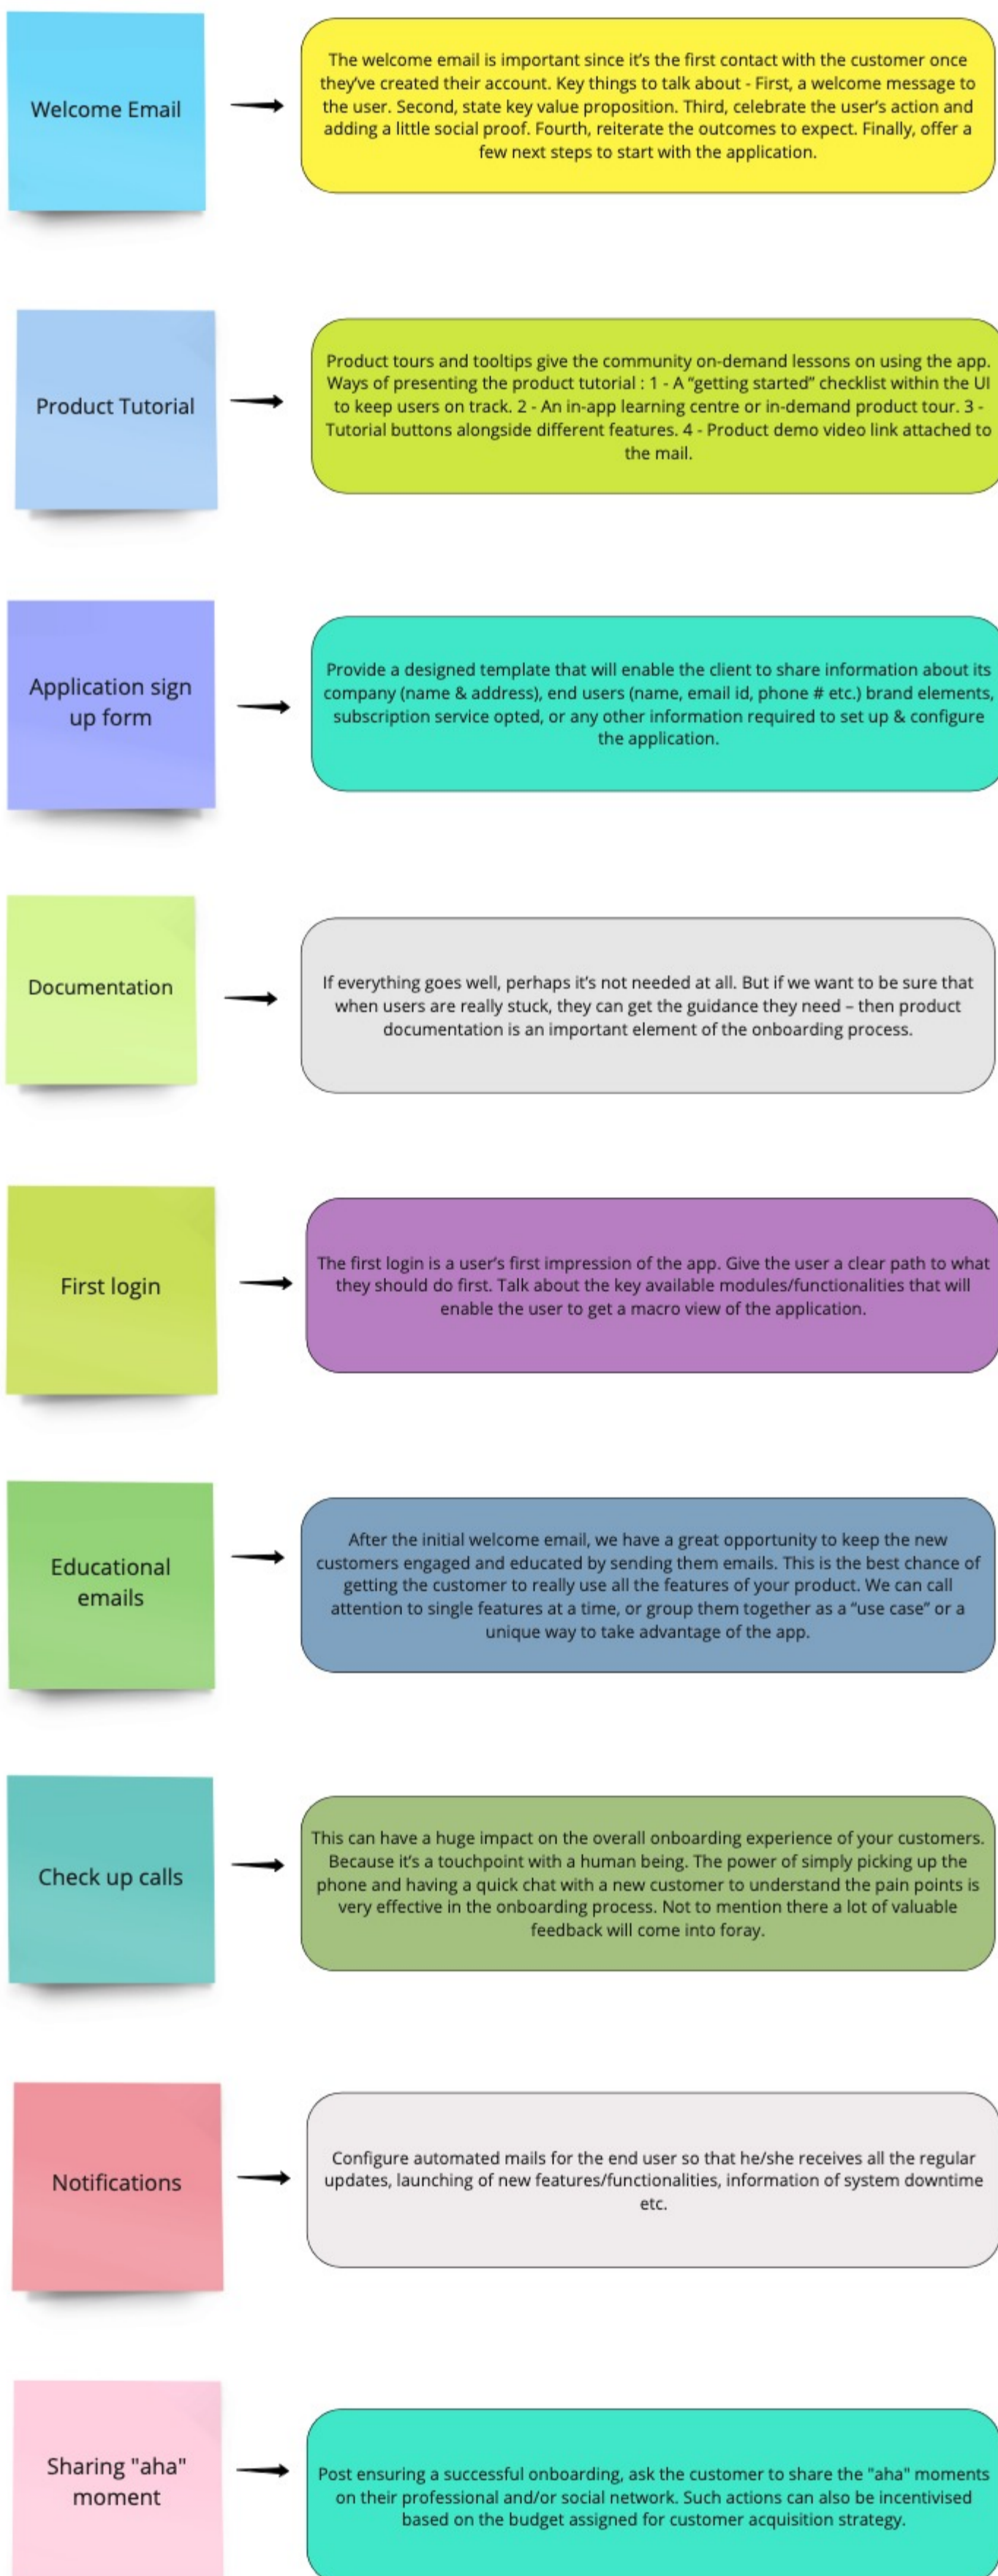 Welcome Email
The welcome email is important since it's the first contact with the customer once
they've created their account. Key things to talk about - First, a welcome message to
the user. Second, state key value proposition. Third, celebrate the user's action and
adding a little social proof. Fourth, reiterate the outcomes to expect. Finally, offer a
few next steps to start with the application.
Product Tutorial
Product tours and tooltips give the community on-demand lessons on using the app.
Ways of presenting the product tutorial : 1 - A “getting started” checklist within the UI
to keep users on track. 2 - An in-app learning centre or in-demand product tour. 3 -
Tutorial buttons alongside different features. 4 - Product demo video link attached to
the mail.
Application sign
up form
Provide a designed template that will enable the client to share information about its
company (name & address), end users (name, email id, phone # etc.) brand elements,
subscription service opted, or any other information required to set up & configure
the application.
Documentation
If everything goes well, perhaps it's not needed at all. But if we want to be sure that
when users are really stuck, they can get the guidance they need – then product
documentation is an important element of the onboarding process.
First login
The first login is a user's first impression of the app. Give the user a clear path to what
they should do first. Talk about the key available modules/functionalities that will
enable the user to get a macro view of the application.
Educational
emails
After the initial welcome email, we have a great opportunity to keep the new
customers engaged and educated by sending them emails. This is the best chance of
getting the customer to really use all the features of your product. We can call
attention to single features at a time, or group them together as a “use case” or a
unique way to take advantage of the app.
Check up calls
This can have a huge impact on the overall onboarding experience of your customers.
Because it's a touchpoint with a human being. The power of simply picking up the
phone and having a quick chat with a new customer to understand the pain points is
very effective in the onboarding process. Not to mention there a lot of valuable
feedback will come into foray.
Notifications
Configure automated mails for the end user so that he/she receives all the regular
updates, launching of new features/functionalities, information of system downtime
etc.
Sharing "aha"
moment
Post ensuring a successful onboarding, ask the customer to share the "aha" moments
on their professional and/or social network. Such actions can also be incentivised
based on the budget assigned for customer acquisition strategy.